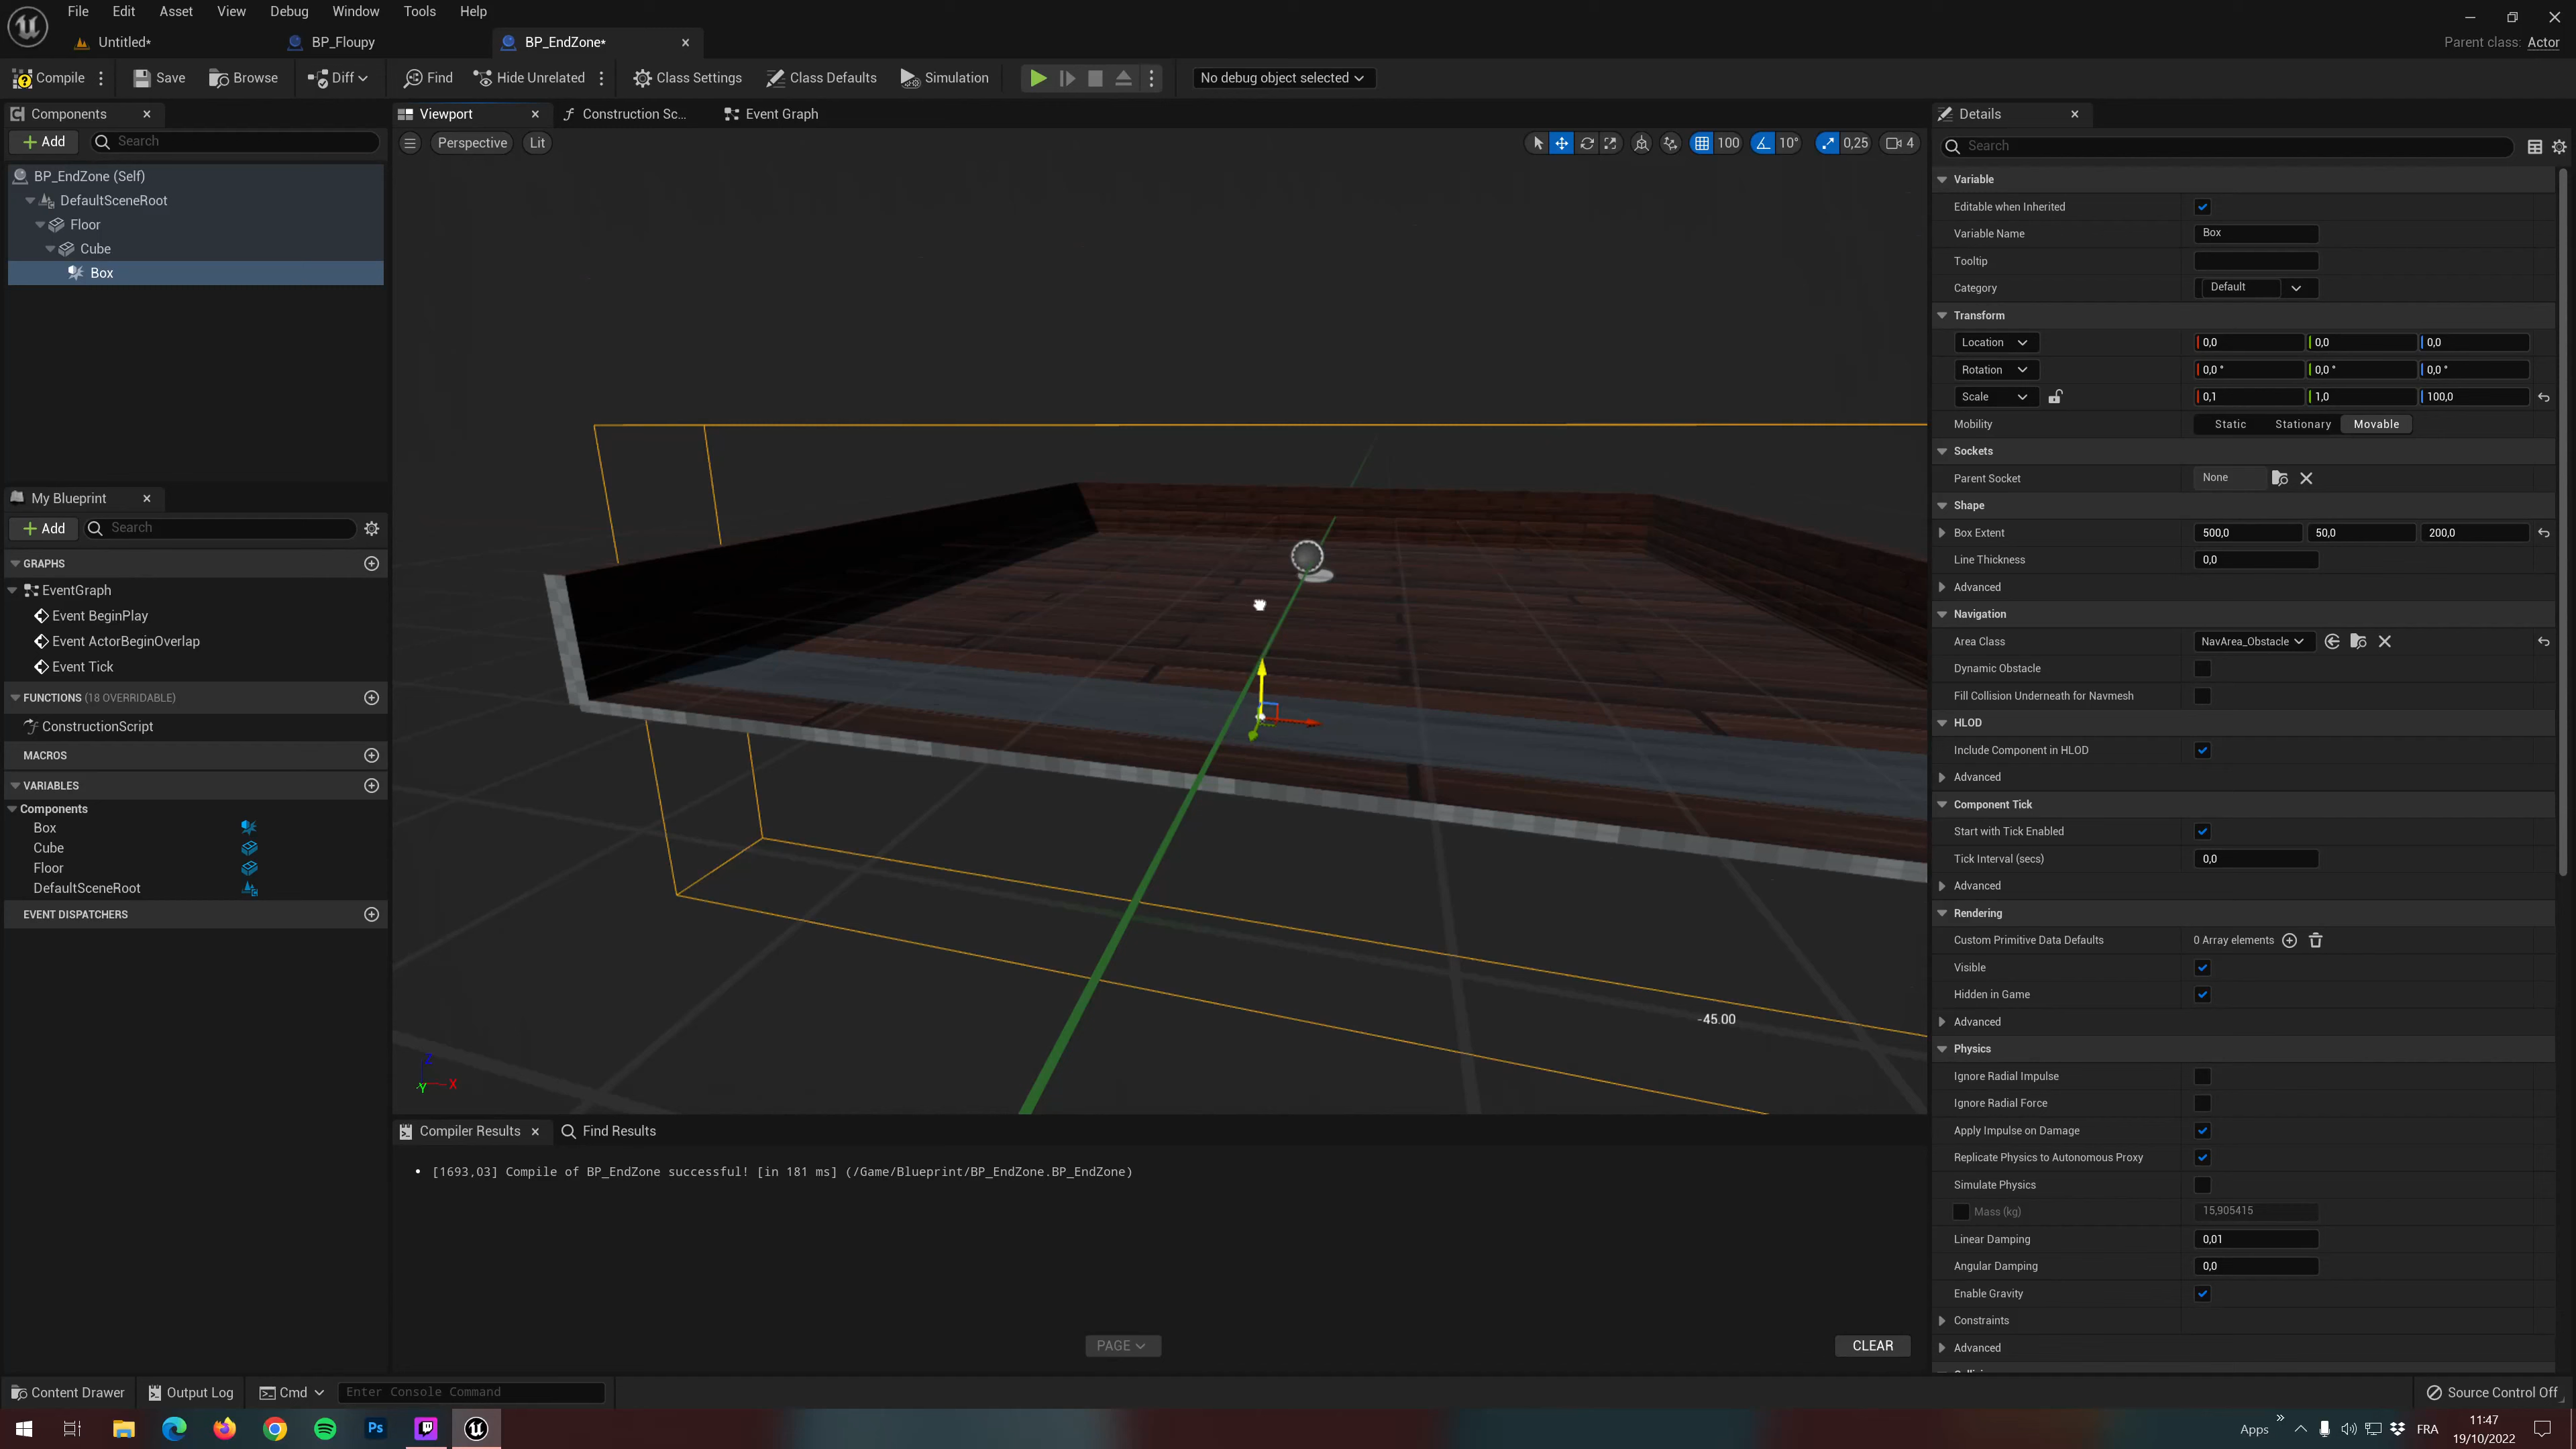 File Edit Asset View Debug Window Tools Help
Untitled* BP_Floupy BP_EndZone* Parent class: Actor
Compile Save Browse Diff Find Hide Unrelated Class Settings Class Defaults Simulation No debug object selected
Components
Add Search
BP_EndZone (Self)
DefaultSceneRoot
Floor
Cube
Box
My Blueprint
Add Search
GRAPHS
EventGraph
Event BeginPlay
Event ActorBeginOverlap
Event Tick
FUNCTIONS (18 OVERRIDABLE)
ConstructionScript
MACROS
VARIABLES
Components
Box
Cube
Floor
DefaultSceneRoot
EVENT DISPATCHERS
Viewport Construction Sc... Event Graph
Perspective Lit 100 10° 0,25 4
-45.00
Z
Y X
Compiler Results Find Results
• [1693,03] Compile of BP_EndZone successful! [in 181 ms] (/Game/Blueprint/BP_EndZone.BP_EndZone)
PAGE CLEAR
Details
Search
Variable
Editable when Inherited
Variable Name Box
Tooltip
Category Default
Transform
Location 0,0 0,0 0,0
Rotation 0,0 ° 0,0 ° 0,0 °
Scale 0,1 1,0 100,0
Mobility Static Stationary Movable
Sockets
Parent Socket None
Shape
Box Extent 500,0 50,0 200,0
Line Thickness 0,0
Advanced
Navigation
Area Class NavArea_Obstacle
Dynamic Obstacle
Fill Collision Underneath for Navmesh
HLOD
Include Component in HLOD
Advanced
Component Tick
Start with Tick Enabled
Tick Interval (secs) 0,0
Advanced
Rendering
Custom Primitive Data Defaults 0 Array elements
Visible
Hidden in Game
Advanced
Physics
Ignore Radial Impulse
Ignore Radial Force
Apply Impulse on Damage
Replicate Physics to Autonomous Proxy
Simulate Physics
Mass (kg) 15,905415
Linear Damping 0,01
Angular Damping 0,0
Enable Gravity
Constraints
Advanced
Content Drawer Output Log Cmd Enter Console Command Source Control Off
Ps Apps FRA 11:47
19/10/2022